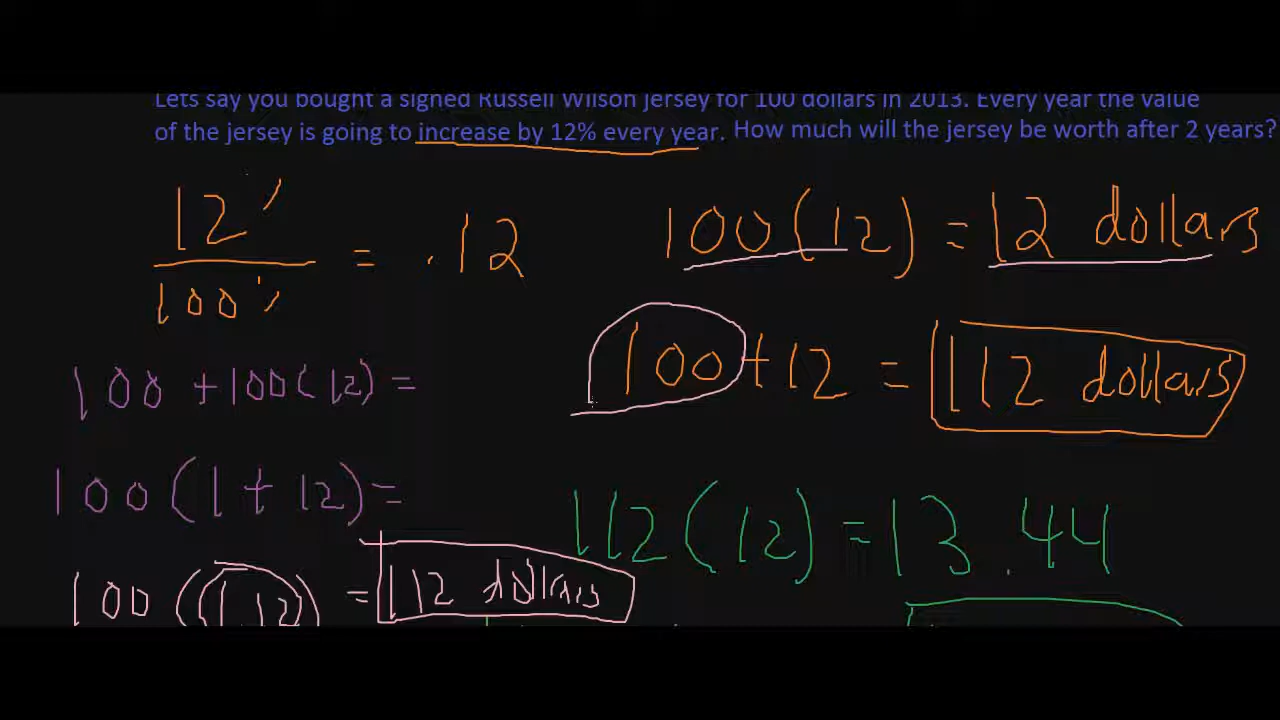 Lets say you bought a signed Russell Wilson jersey for 100 dollars in 2013. Every year the value
of the jersey is going to increase by 12% every year. How much will the jersey be worth after 2 years?
12% / 100% = .12
100(12) = 12 dollars
100 + 12 = 112 dollars
100 + 100(12) =
100(1 + 12) =
100((1 12)) = 112 dollars
112(12) = 13.44